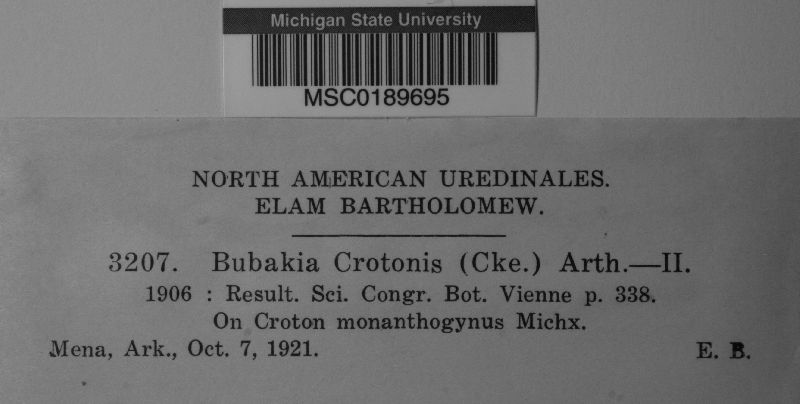 Michigan State University
MSC0189695
NORTH AMERICAN UREDINALES.
ELAM BARTHOLOMEW.
3207. Bubakia Crotonis (Cke.) Arth.—II.
1906 : Result. Sci. Congr. Bot. Vienne p. 338.
On Croton monanthogynus Michx.
Mena, Ark., Oct. 7, 1921. E. B.